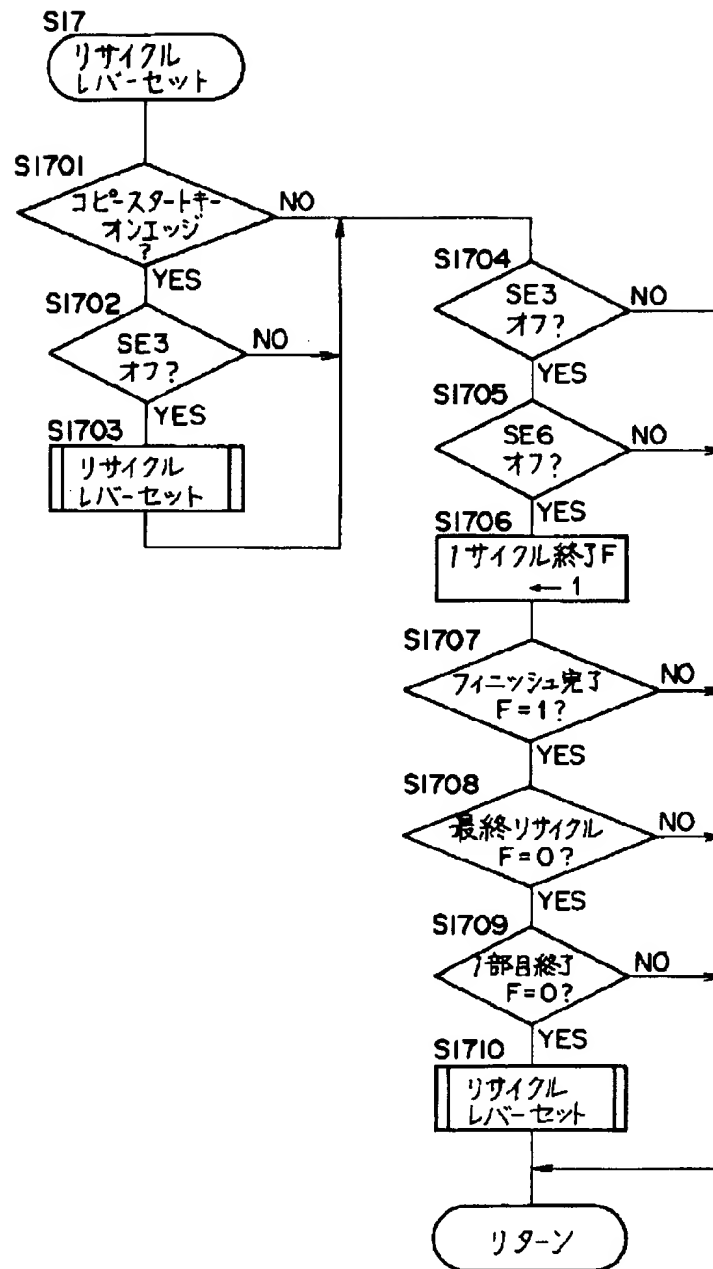 S17
リサイクル
レバーセット
S1701
コピースタートキー
オンエッジ
?
NO
YES
S1702
SE3
オフ?
NO
YES
S1703
リサイクル
レバーセット
S1704
SE3
オフ?
NO
YES
S1705
SE6
オフ?
NO
YES
S1706
1サイクル終了F
← 1
S1707
フィニッシュ完了
F=1?
NO
YES
S1708
最終リサイクル
F=0?
NO
YES
S1709
1部目終了
F=0?
NO
YES
S1710
リサイクル
レバーセット
リターン